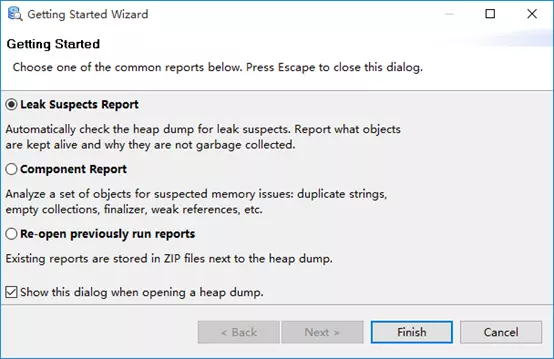 Getting Started Wizard
Getting Started
Choose one of the common reports below. Press Escape to close this dialog.
Leak Suspects Report
Automatically check the heap dump for leak suspects. Report what objects
are kept alive and why they are not garbage collected.
Component Report
Analyze a set of objects for suspected memory issues: duplicate strings,
empty collections, finalizer, weak references, etc.
Re-open previously run reports
Existing reports are stored in ZIP files next to the heap dump.
Show this dialog when opening a heap dump.
< Back
Next >
Finish
Cancel